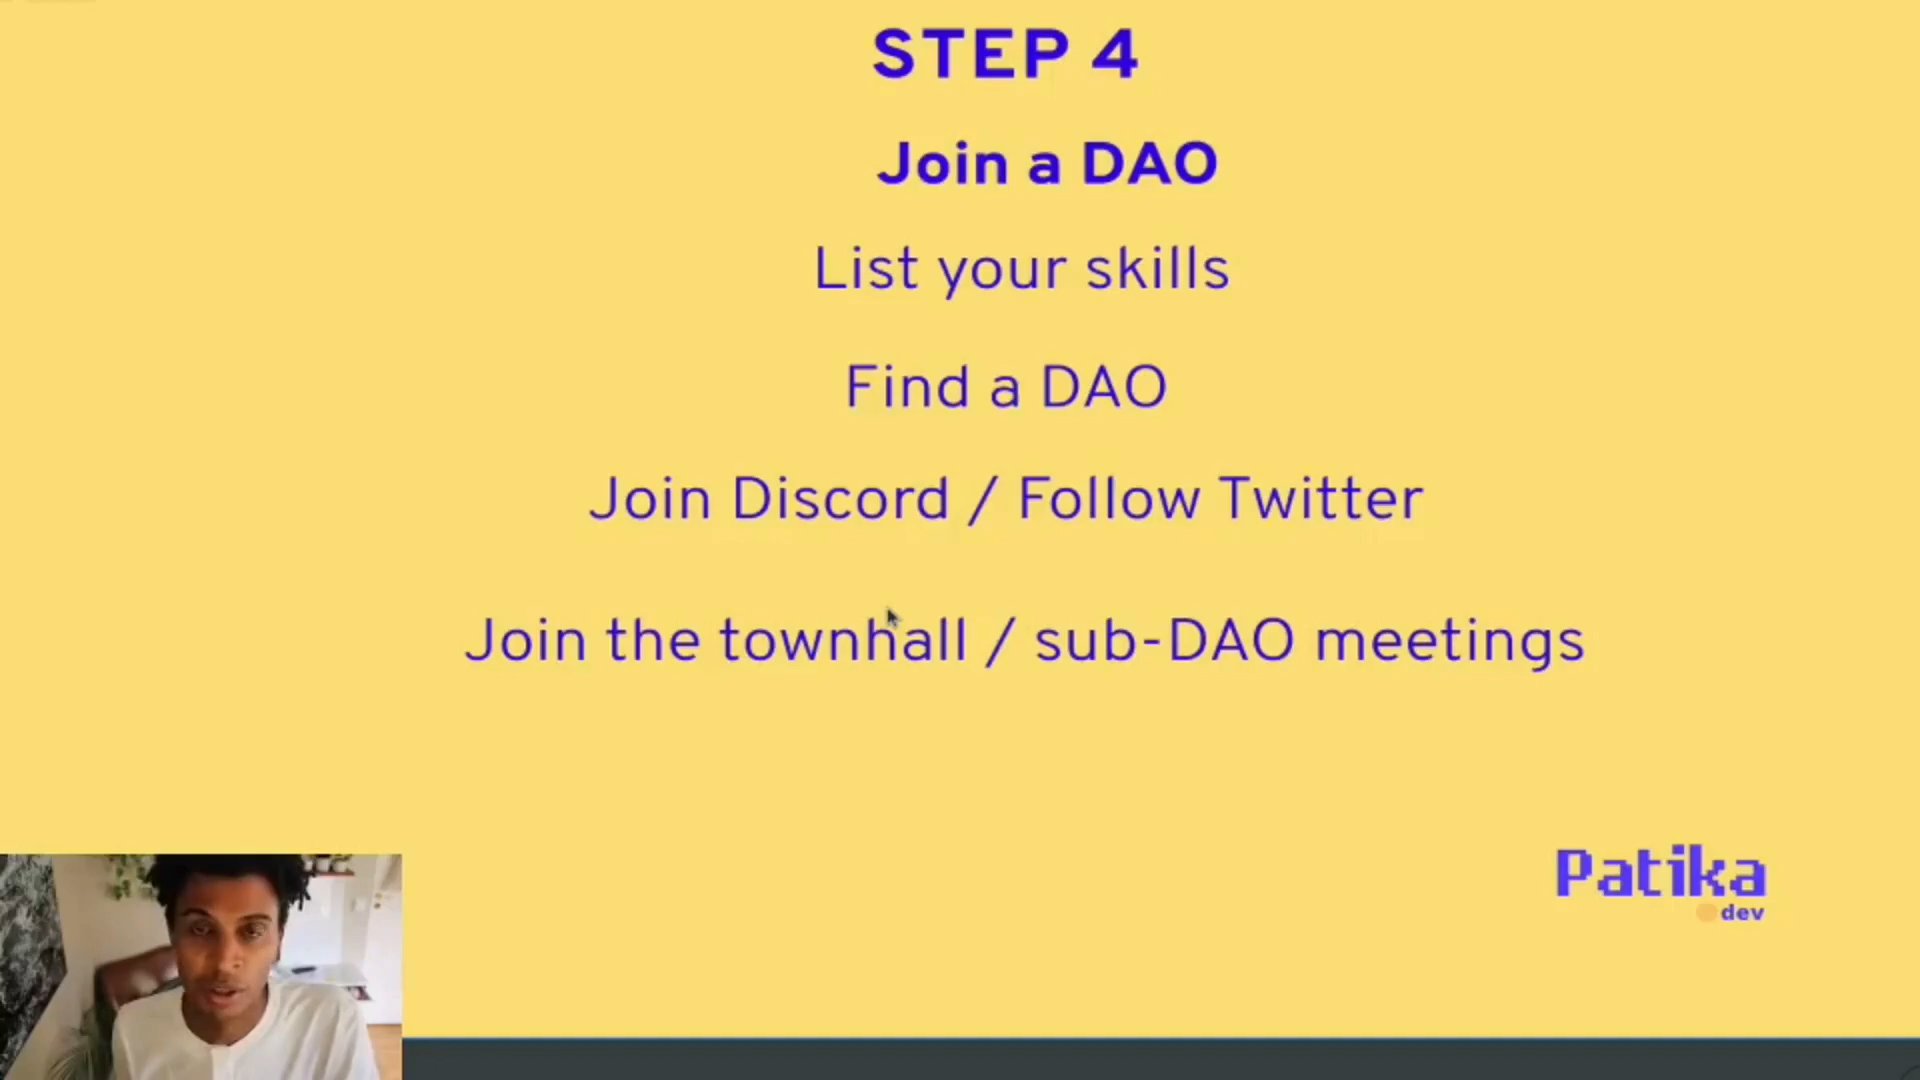 STEP 4
Join a DAO
List your skills
Find a DAO
Join Discord / Follow Twitter
Join the townhall / sub-DAO meetings
Patika
dev